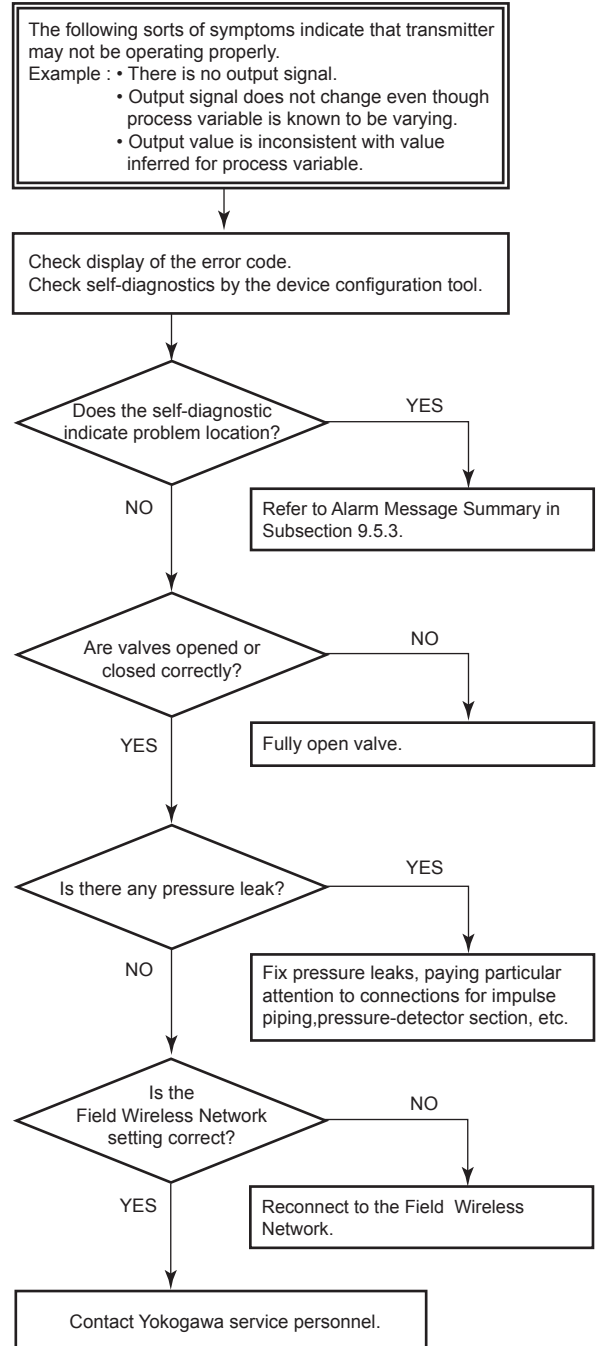 The following sorts of symptoms indicate that transmitter
may not be operating properly.
Example : • There is no output signal.
• Output signal does not change even though
process variable is known to be varying.
• Output value is inconsistent with value
inferred for process variable.
Check display of the error code.
Check self-diagnostics by the device configuration tool.
Does the self-diagnostic
indicate problem location?
YES
NO
Refer to Alarm Message Summary in
Subsection 9.5.3.
Are valves opened or
closed correctly?
NO
YES
Fully open valve.
Is there any pressure leak?
YES
NO
Fix pressure leaks, paying particular
attention to connections for impulse
piping,pressure-detector section, etc.
Is the
Field Wireless Network
setting correct?
NO
YES
Reconnect to the Field  Wireless
Network.
Contact Yokogawa service personnel.